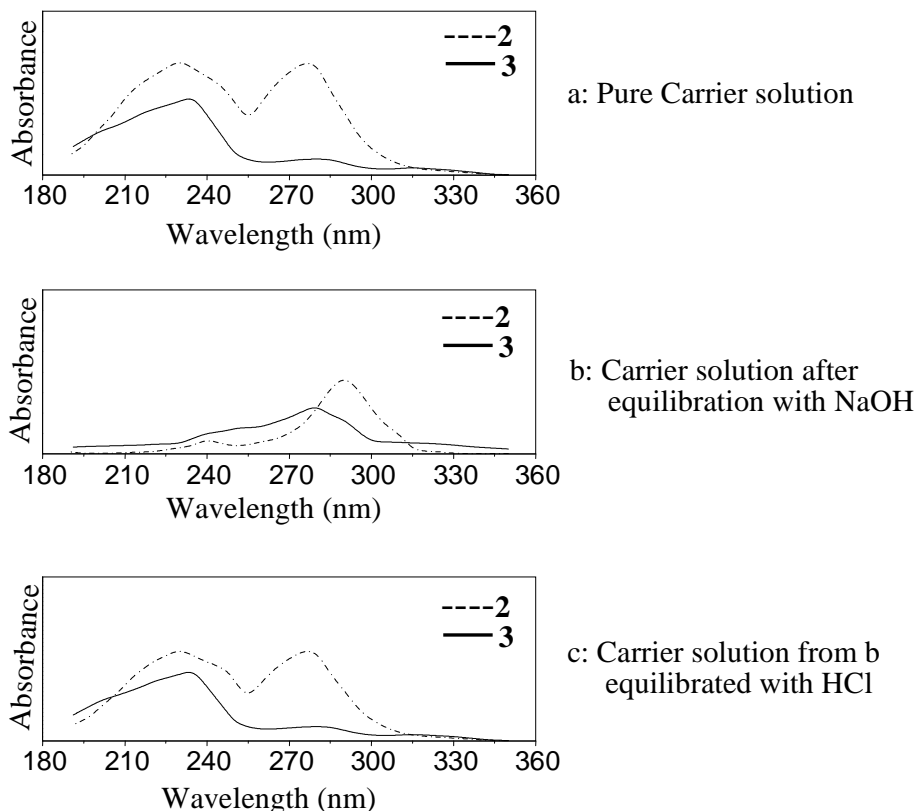 Absorbance
----2
3
a: Pure Carrier solution
180 210 240 270 300 330 360
Wavelength (nm)
Absorbance
----2
3
b: Carrier solution after
equilibration with NaOH
180 210 240 270 300 330 360
Wavelength (nm)
Absorbance
----2
3
c: Carrier solution from b
equilibrated with HCl
180 210 240 270 300 330 360
Wavelength (nm)